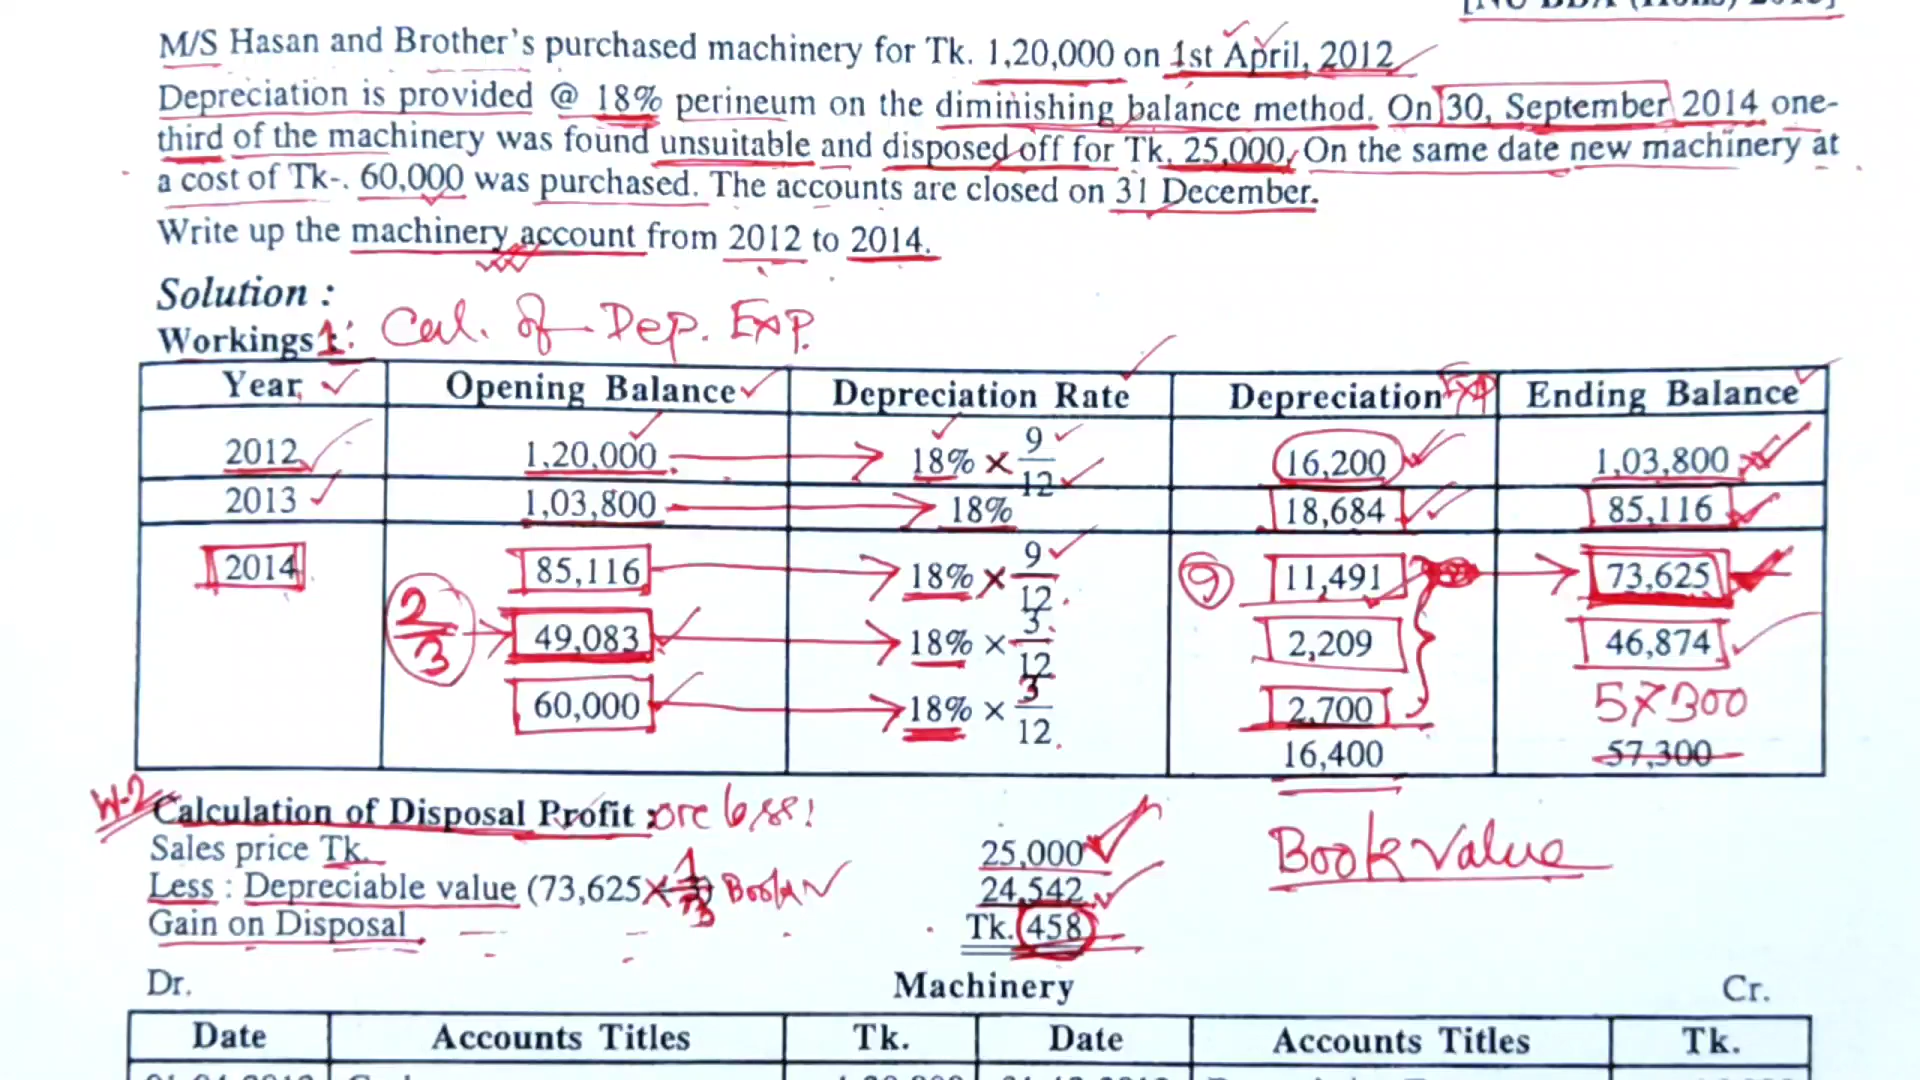 M/S Hasan and Brother's purchased machinery for Tk. 1,20,000 on 1st April, 2012
Depreciation is provided @ 18% perineum on the diminishing balance method. On 30, September 2014 one-
third of the machinery was found unsuitable and disposed off for Tk. 25,000, On the same date new machinery at
a cost of Tk-. 60,000 was purchased. The accounts are closed on 31 December.
Write up the machinery account from 2012 to 2014.
Solution :
Workings 1: Cal. of Dep. Exp.
Year Opening Balance Depreciation Rate Depreciation Exp Ending Balance
2012 1,20,000 18% × 9/12 16,200 1,03,800
2013 1,03,800 18% 18,684 85,116
2014 85,116 18% × 9/12 9 11,491 73,625
2/3 49,083 18% × 3/12 2,209 46,874
60,000 18% × 3/12 2,700 57300
16,400 57,300
W-2 Calculation of Disposal Profit : ore less!
Sales price Tk. 25,000
Less : Depreciable value (73,625 × 1/3) Book v 24,542
Gain on Disposal Tk. 458
Book Value
Dr. Machinery Cr.
Date Accounts Titles Tk. Date Accounts Titles Tk.